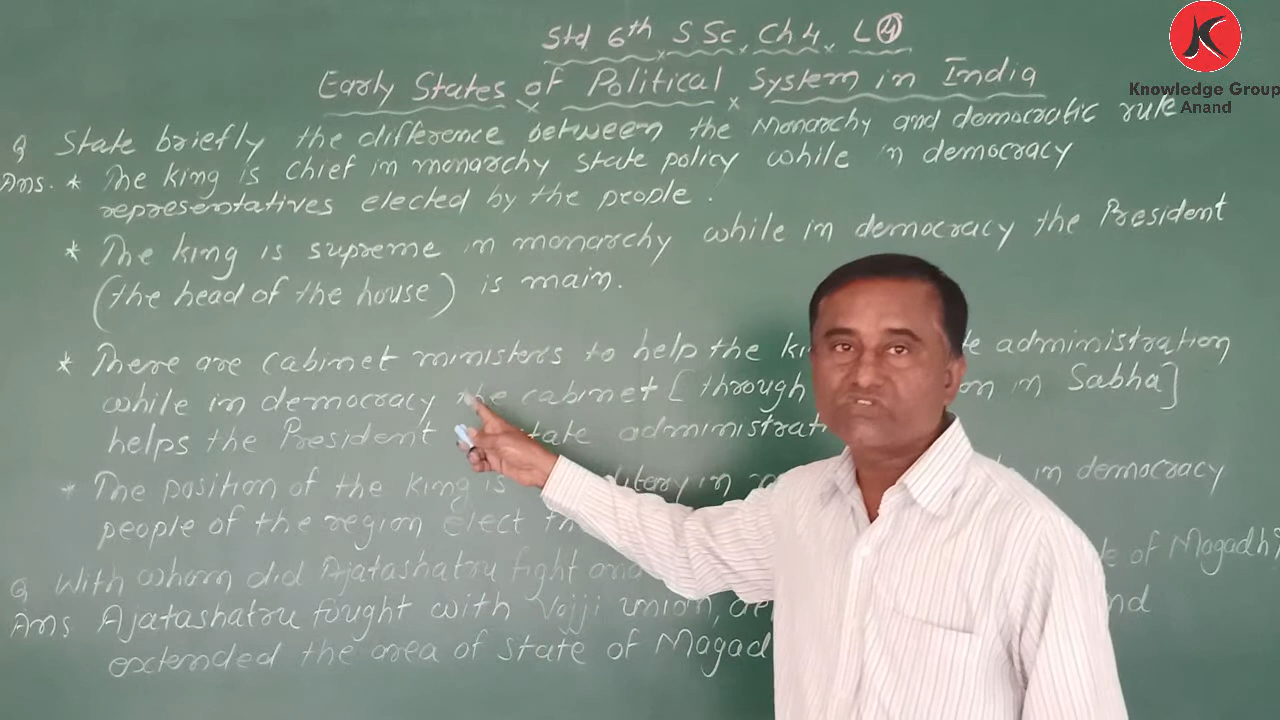 Std 6th SSc Ch 4. L ④
Early States of Political System in India
Knowledge Group
Anand
Q State briefly the difference between the Monarchy and democratic rule
Ans. * The king is chief in monarchy state policy while in democracy
representatives elected by the people.
* The king is supreme in monarchy while in democracy the President
(the head of the house) is main.
* There are cabinet ministers to help the administration
while in democracy the cabinet [through in Sabha]
helps the President state
* The position of the king is in in democracy
people of the region elect
Q With whom did Ajatashatru fight of Magadh?
Ans Ajatashatru fought with Vajji union,
extended the area of state of